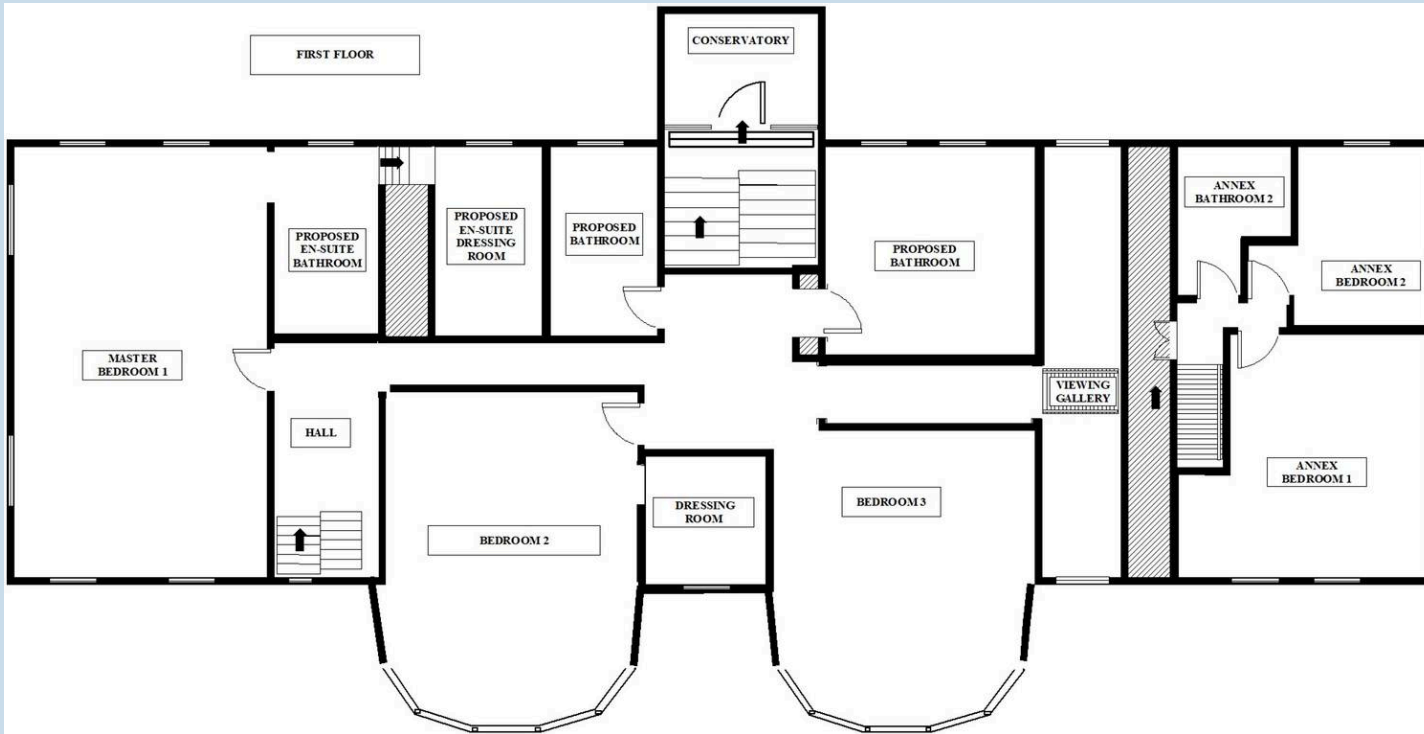 FIRST FLOOR
CONSERVATORY
PROPOSED
EN-SUITE
BATHROOM
PROPOSED
EN-SUITE
DRESSING
ROOM
PROPOSED
BATHROOM
PROPOSED
BATHROOM
ANNEX
BATHROOM 2
ANNEX
BEDROOM 2
MASTER
BEDROOM 1
HALL
VIEWING
GALLERY
BEDROOM 2
DRESSING
ROOM
BEDROOM 3
ANNEX
BEDROOM 1